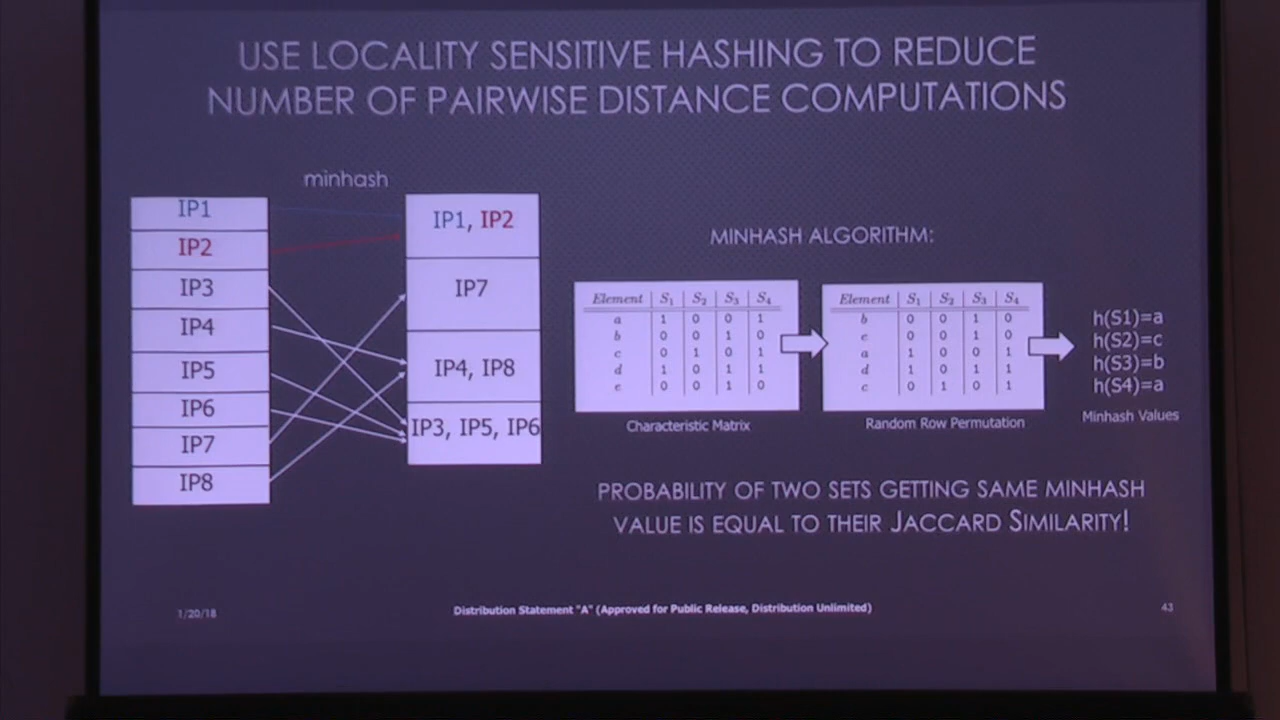 USE LOCALITY SENSITIVE HASHING TO REDUCE
NUMBER OF PAIRWISE DISTANCE COMPUTATIONS
minhash
IP1
IP2
IP3
IP4
IP5
IP6
IP7
IP8
IP1, IP2
IP7
IP4, IP8
IP3, IP5, IP6
MINHASH ALGORITHM:
Element S1 S2 S3 S4
a 1 0 0 1
b 0 0 1 0
c 0 1 0 1
d 1 0 1 1
e 0 0 1 0
Characteristic Matrix
Element S1 S2 S3 S4
b 0 0 1 0
e 0 0 1 0
a 1 0 0 1
d 1 0 1 1
c 0 1 0 1
Random Row Permutation
h(S1)=a
h(S2)=c
h(S3)=b
h(S4)=a
Minhash Values
PROBABILITY OF TWO SETS GETTING SAME MINHASH
VALUE IS EQUAL TO THEIR JACCARD SIMILARITY!
1/20/18
Distribution Statement "A" (Approved for Public Release, Distribution Unlimited)
43